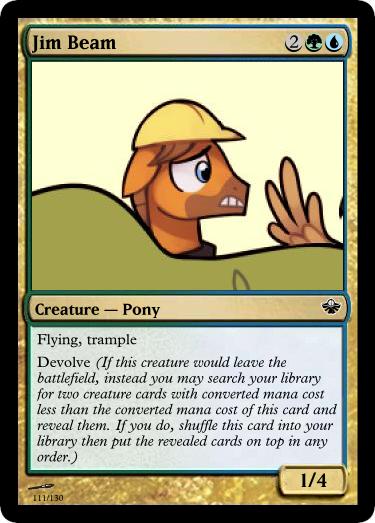 Jim Beam 2
Creature — Pony
Flying, trample
Devolve (If this creature would leave the
battlefield, instead you may search your library
for two creature cards with converted mana cost
less than the converted mana cost of this card and
reveal them. If you do, shuffle this card into your
library then put the revealed cards on top in any
order.)
1/4
111/130